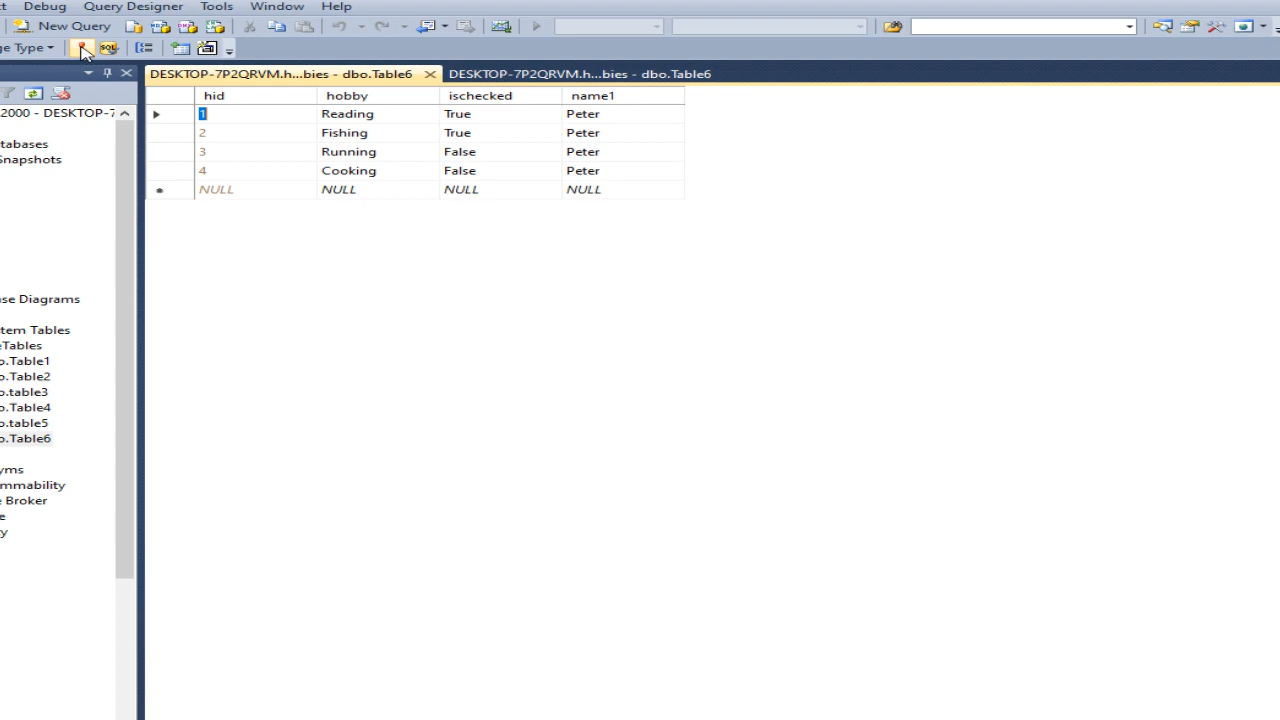 ct Debug Query Designer Tools Window Help
New Query
ge Type SQL
DESKTOP-7P2QRVM.h...bies - dbo.Table6 DESKTOP-7P2QRVM.h...bies - dbo.Table6
hid hobby ischecked name1
1 Reading True Peter
2 Fishing True Peter
3 Running False Peter
4 Cooking False Peter
NULL NULL NULL NULL
2000 - DESKTOP-7
tabases
Snapshots
se Diagrams
tem Tables
eTables
o.Table1
o.Table2
o.table3
o.Table4
o.table5
o.Table6
yms
mmability
e Broker
e
y